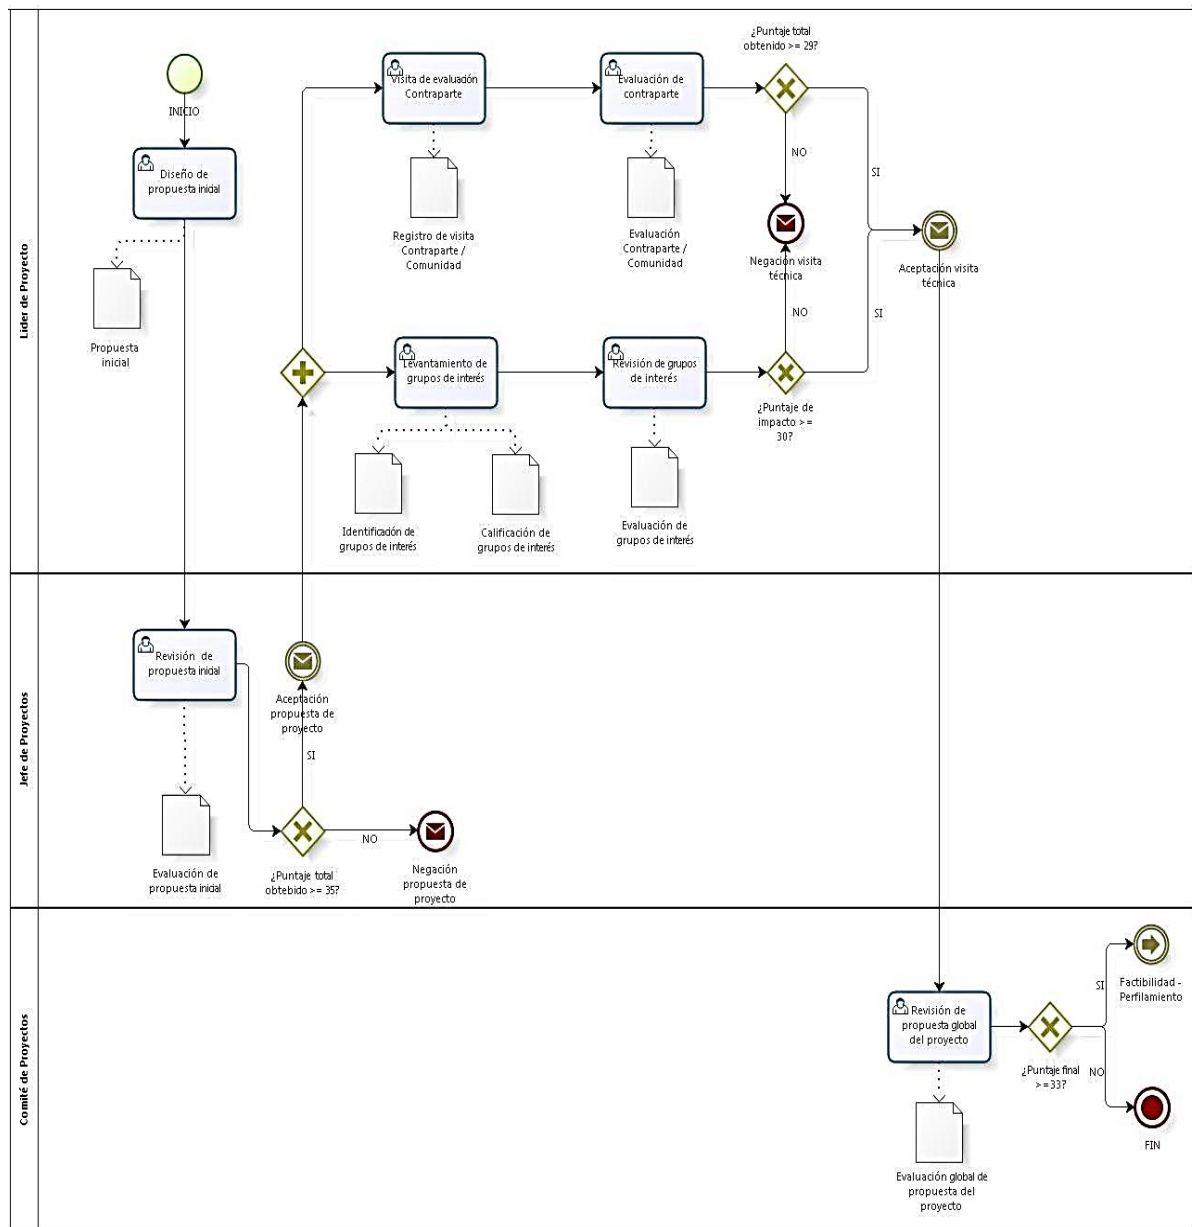 Líder de Proyecto
INICIO
Diseño de
propuesta inicial
Propuesta
inicial
Visita de evaluación
Contraparte
Registro de visita
Contraparte /
Comunidad
Evaluación de
contraparte
Evaluación
Contraparte /
Comunidad
¿Puntaje total
obtenido >= 29?
NO
SI
Negación visita
técnica
Aceptación visita
técnica
NO
SI
Levantamiento de
grupos de interés
Identificación de
grupos de interés
Calificación de
grupos de interés
Revisión de grupos
de interés
Evaluación de
grupos de interés
¿Puntaje de
impacto >=
30?
Jefe de Proyectos
Revisión de
propuesta inicial
Evaluación de
propuesta inicial
Aceptación
propuesta de
proyecto
SI
¿Puntaje total
obtebido >= 35?
NO
Negación
propuesta de
proyecto
Comité de Proyectos
Revisión de
propuesta global
del proyecto
Evaluación global de
propuesta del
proyecto
¿Puntaje final
>=33?
SI
Factibilidad -
Perfilamiento
NO
FIN